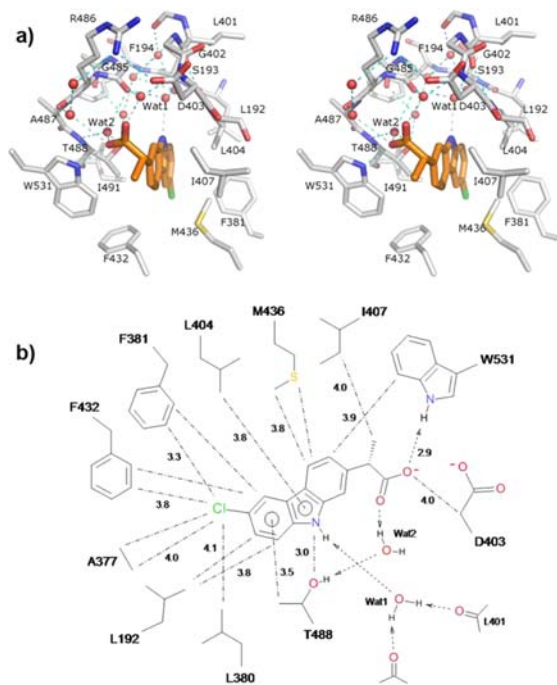 a)
R486
L401
F194
G402
G485
S193
Wat1
D403
L192
A487
Wat2
T488
L404
W531
I491
I407
F381
M436
F432
R486
L401
F194
G402
G485
S193
Wat1
D403
L192
A487
Wat2
T488
L404
W531
I491
I407
F381
M436
F432
b)
M436
I407
L404
F381
W531
F432
S
4.0
3.9
H
N
3.8
2.9
3.8
3.3
O
-
-
O
O
3.8
Cl
O
4.0
D403
N
H
H
O-H
Wat2
A377
4.0
4.1
3.0
3.8
3.5
O
H
Wat1
O-H
O
L401
H
L192
T488
L380
O